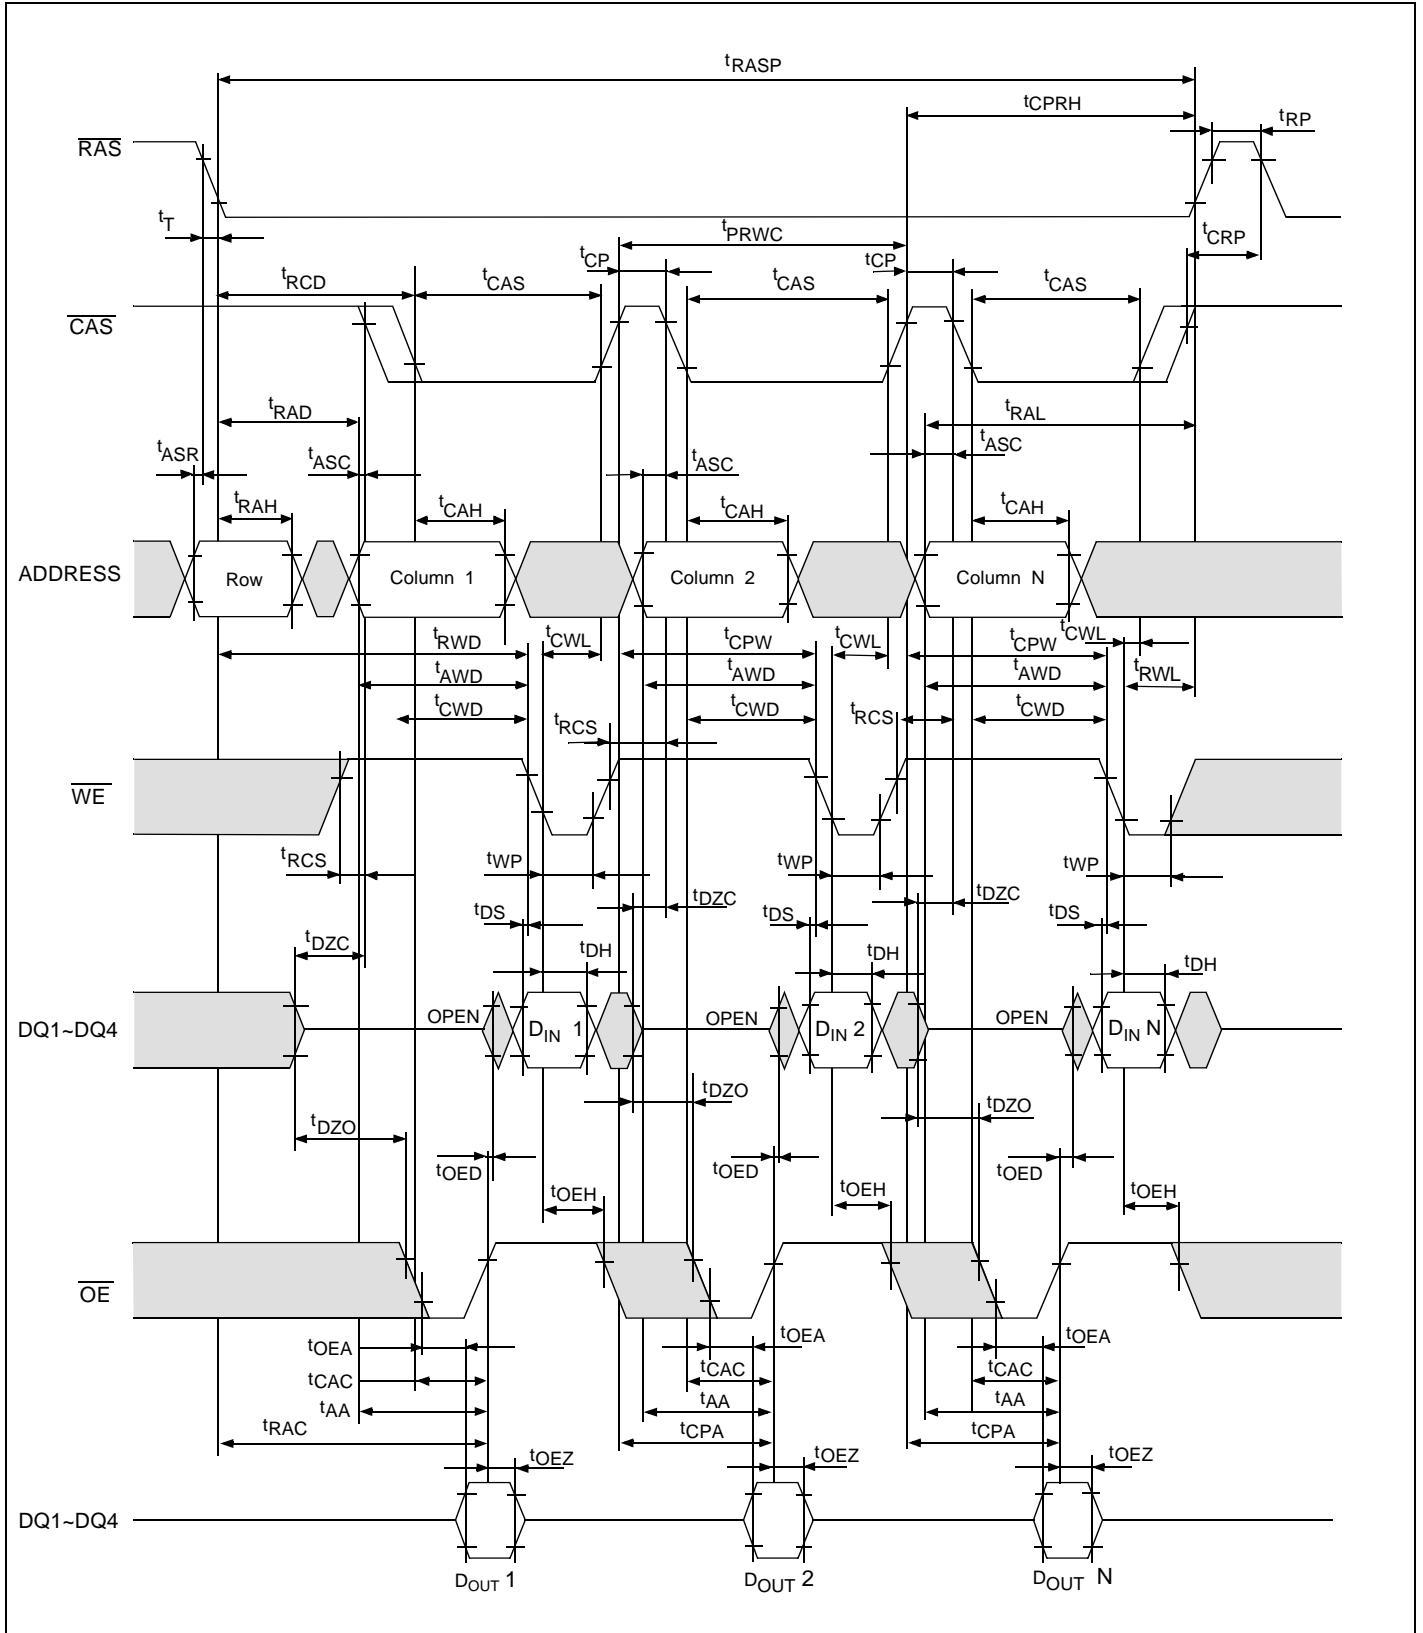 tRASP
tCPRH
tRP
RAS
tT
tPRWC
tCRP
tCP
tCP
tRCD
tCAS
tCAS
tCAS
CAS
tRAD
tRAL
tASR
tASC
tASC
tASC
tRAH
tCAH
tCAH
tCAH
ADDRESS
Row
Column 1
Column 2
Column N
tRWD
tCWL
tCPW
tCWL
tCPW
tCWL
tAWD
tAWD
tAWD
tRWL
tCWD
tRCS
tCWD
tRCS
tCWD
WE
tRCS
tWP
tWP
tWP
tDZC
tDZC
tDS
tDS
tDS
tDZC
tDH
tDH
tDH
DQ1~DQ4
OPEN
DIN 1
OPEN
DIN 2
OPEN
DIN N
tDZO
tDZO
tDZO
tOED
tOED
tOED
tOEH
tOEH
tOEH
OE
tOEA
tOEA
tOEA
tCAC
tCAC
tCAC
tAA
tAA
tAA
tRAC
tCPA
tCPA
tOEZ
tOEZ
tOEZ
DQ1~DQ4
DOUT 1
DOUT 2
DOUT N